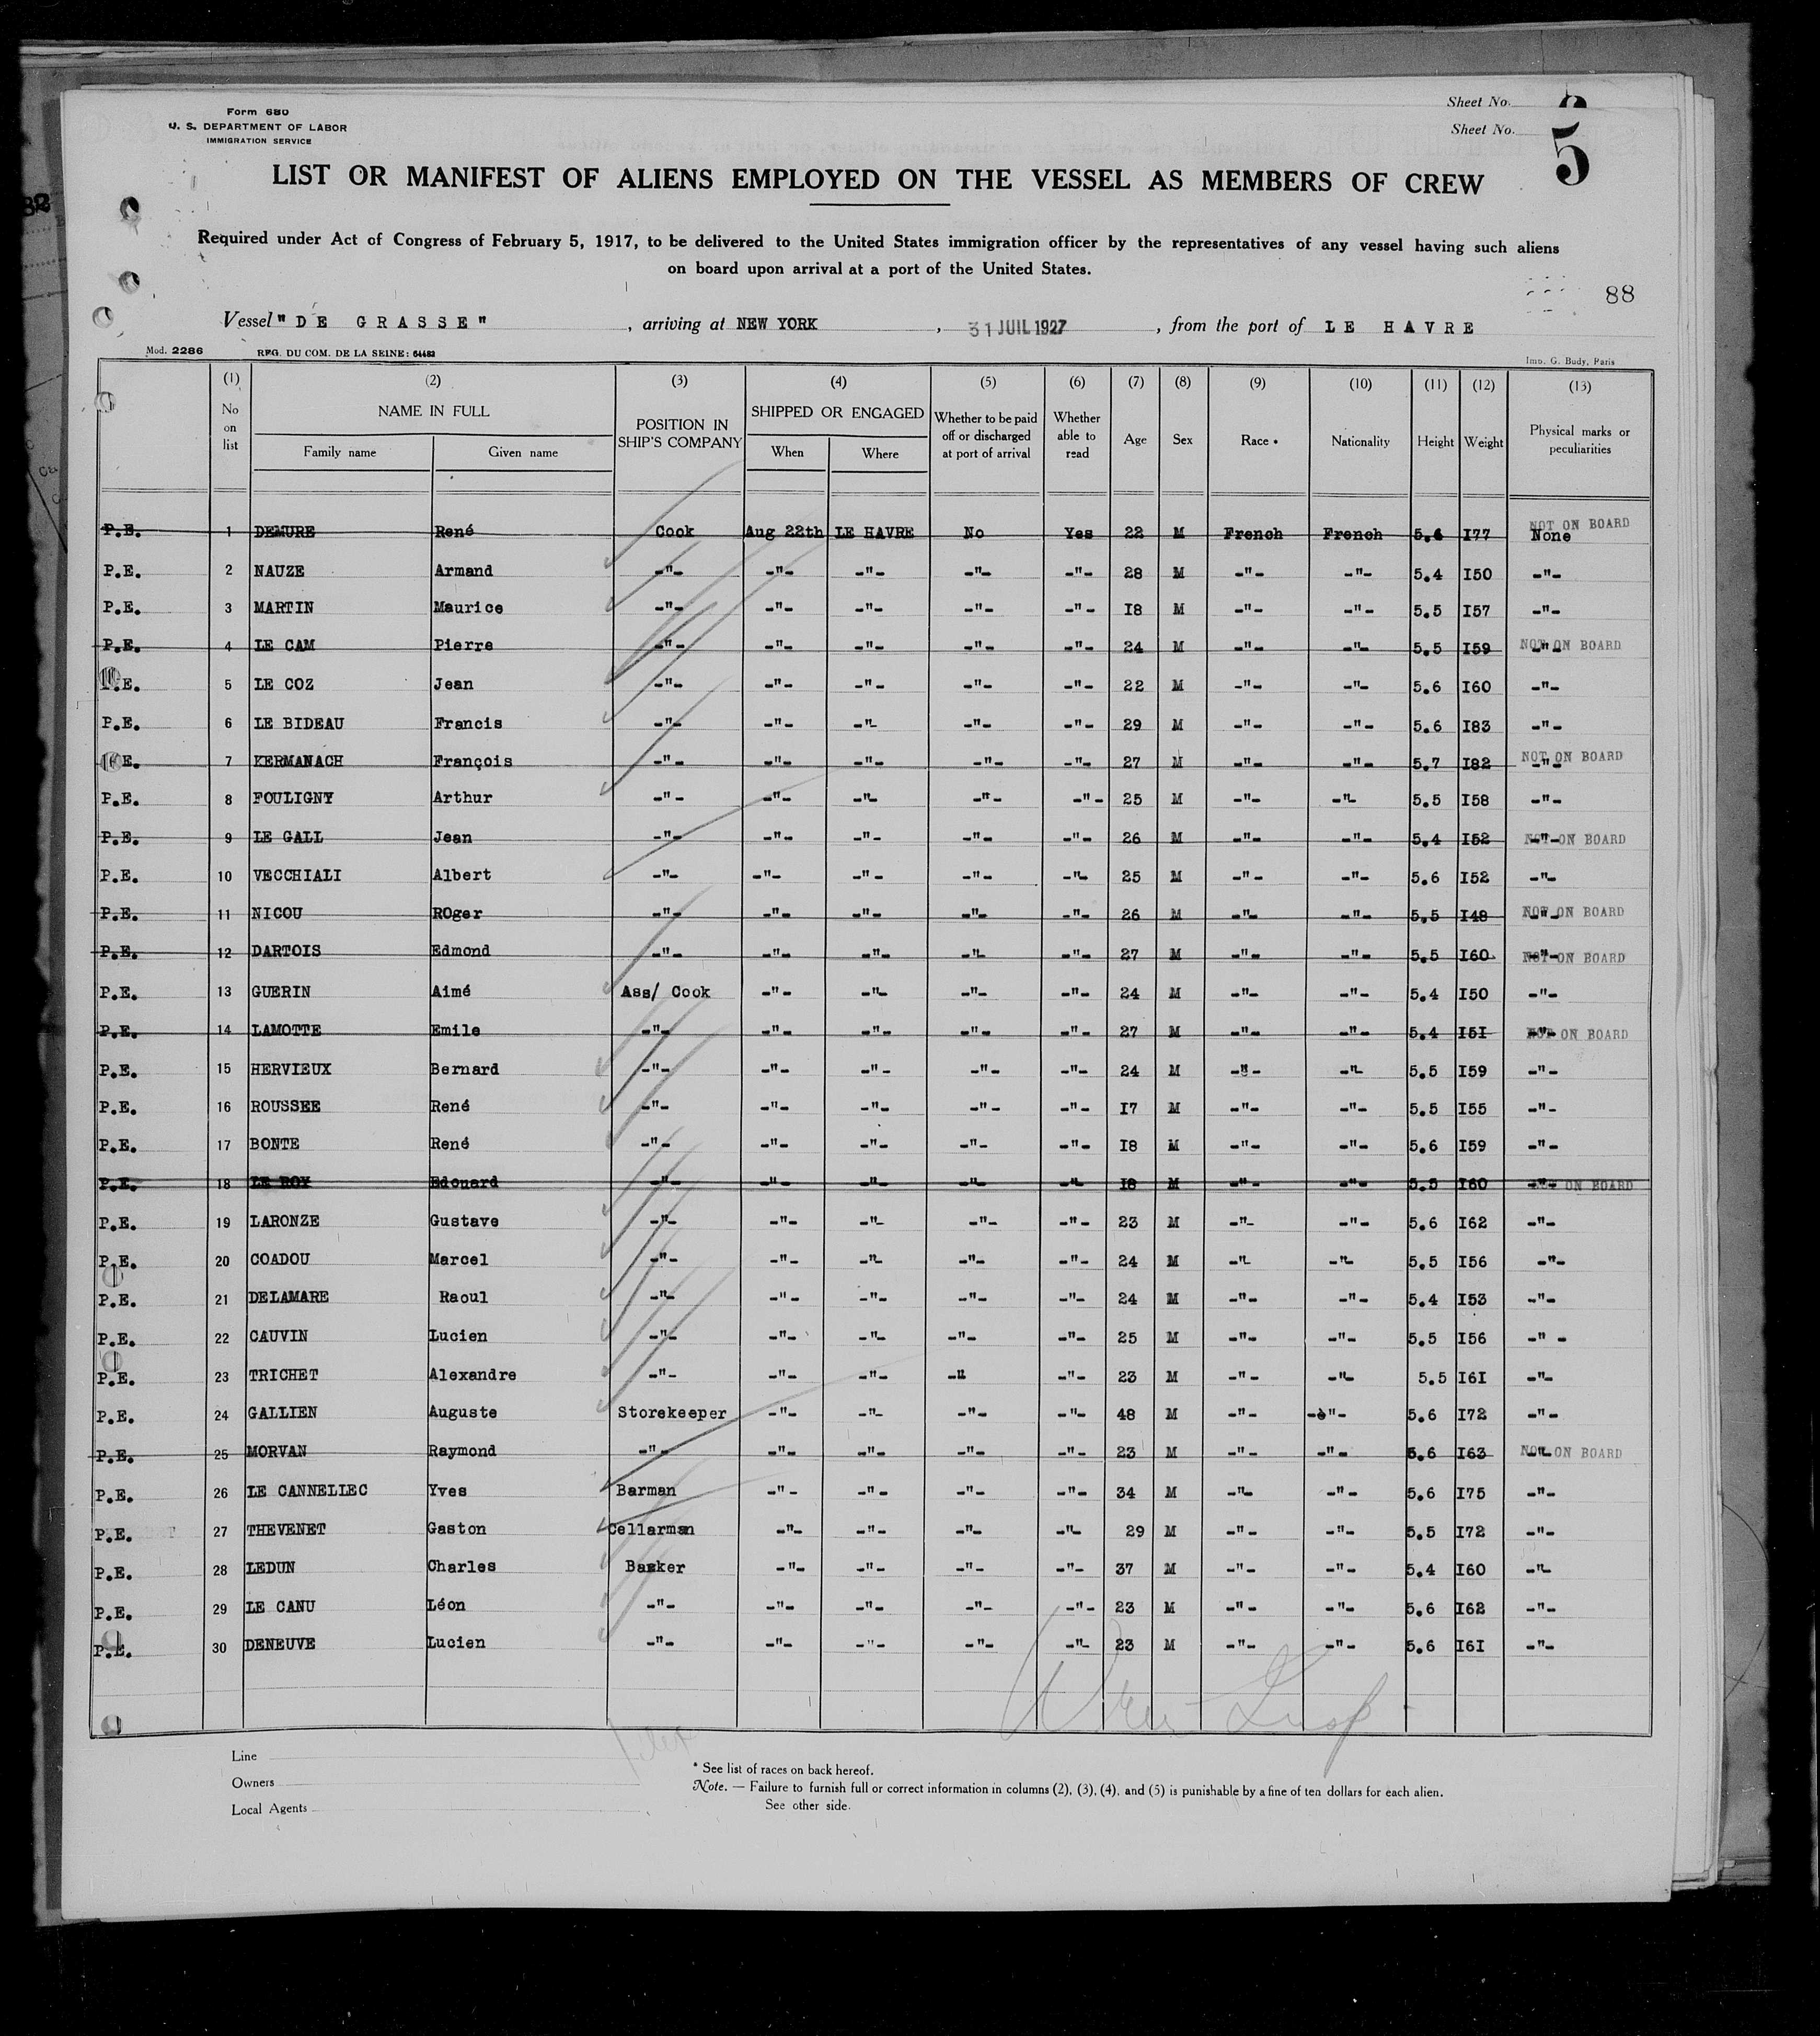 Form 680
U. S. DEPARTMENT OF LABOR
IMMIGRATION SERVICE
Sheet No.
Sheet No. 5
LIST OR MANIFEST OF ALIENS EMPLOYED ON THE VESSEL AS MEMBERS OF CREW
Required under Act of Congress of February 5, 1917, to be delivered to the United States immigration officer by the representatives of any vessel having such aliens
on board upon arrival at a port of the United States.
88
Vessel "DE GRASSE", arriving at NEW YORK, 31 JUIL 1927, from the port of LE HAVRE
Mod. 2286 REG. DU COM. DE LA SEINE: 64482 Imp. G. Budy, Paris
(1) (2) (3) (4) (5) (6) (7) (8) (9) (10) (11) (12) (13)
No on list NAME IN FULL Family name Given name POSITION IN SHIP'S COMPANY SHIPPED OR ENGAGED When Where Whether to be paid off or discharged at port of arrival Whether able to read Age Sex Race * Nationality Height Weight Physical marks or peculiarities
P.E. 1 DEMURE René Cook Aug 22th LE HAVRE No Yes 22 M French French 5.4 I77 None NOT ON BOARD
P.E. 2 NAUZE Armand -"- -"- -"- -"- -"- 28 M -"- -"- 5.4 I50 -"-
P.E. 3 MARTIN Maurice -"- -"- -"- -"- -"- I8 M -"- -"- 5.5 I57 -"-
P.E. 4 LE CAM Pierre -"- -"- -"- -"- -"- 24 M -"- -"- 5.5 I59 -"- NOT ON BOARD
P.E. 5 LE COZ Jean -"- -"- -"- -"- -"- 22 M -"- -"- 5.6 I60 -"-
P.E. 6 LE BIDEAU Francis -"- -"- -"- -"- -"- 29 M -"- -"- 5.6 I83 -"-
P.E. 7 KERMANACH François -"- -"- -"- -"- -"- 27 M -"- -"- 5.7 I82 -"- NOT ON BOARD
P.E. 8 FOULIGNY Arthur -"- -"- -"- -"- -"- 25 M -"- -"- 5.5 I58 -"-
P.E. 9 LE GALL Jean -"- -"- -"- -"- -"- 26 M -"- -"- 5.4 I52 -"- NOT ON BOARD
P.E. 10 VECCHIALI Albert -"- -"- -"- -"- -"- 25 M -"- -"- 5.6 I52 -"-
P.E. 11 NICOU ROger -"- -"- -"- -"- -"- 26 M -"- -"- 5.5 I48 -"- NOT ON BOARD
P.E. 12 DARTOIS Edmond -"- -"- -"- -"- -"- 27 M -"- -"- 5.5 I60 -"- NOT ON BOARD
P.E. 13 GUERIN Aimé Ass/ Cook -"- -"- -"- -"- 24 M -"- -"- 5.4 I50 -"-
P.E. 14 LAMOTTE Emile -"- -"- -"- -"- -"- 27 M -"- -"- 5.4 I5I -"- NOT ON BOARD
P.E. 15 HERVIEUX Bernard -"- -"- -"- -"- -"- 24 M -"- -"- 5.5 I59 -"-
P.E. 16 ROUSSEE René -"- -"- -"- -"- -"- I7 M -"- -"- 5.5 I55 -"-
P.E. 17 BONTE René -"- -"- -"- -"- -"- I8 M -"- -"- 5.6 I59 -"-
P.E. 18 LE ROY Edouard -"- -"- -"- -"- -"- I8 M -"- -"- 5.5 I60 -"- NOT ON BOARD
P.E. 19 LARONZE Gustave -"- -"- -"- -"- -"- 23 M -"- -"- 5.6 I62 -"-
P.E. 20 COADOU Marcel -"- -"- -"- -"- -"- 24 M -"- -"- 5.5 I56 -"-
P.E. 21 DELAMARE Raoul -"- -"- -"- -"- -"- 24 M -"- -"- 5.4 I53 -"-
P.E. 22 CAUVIN Lucien -"- -"- -"- -"- -"- 25 M -"- -"- 5.5 I56 -"-
P.E. 23 TRICHET Alexandre -"- -"- -"- -" -"- 23 M -"- -"- 5.5 I6I -"-
P.E. 24 GALLIEN Auguste Storekeeper -"- -"- -"- -"- 48 M -"- -"- 5.6 I72 -"-
P.E. 25 MORVAN Raymond -"- -"- -"- -"- -"- 23 M -"- -"- 5.6 I63 -"- NOT ON BOARD
P.E. 26 LE CANNELLEC Yves Barman -"- -"- -"- -"- 34 M -"- -"- 5.6 I75 -"-
P.E. 27 THEVENET Gaston Cellarman -"- -"- -"- -"- 29 M -"- -"- 5.5 I72 -"-
P.E. 28 LEDUN Charles Barker -"- -"- -"- -"- 37 M -"- -"- 5.4 I60 -"-
P.E. 29 LE CANU Léon -"- -"- -"- -"- -"- 23 M -"- -"- 5.6 I62 -"-
P.E. 30 DENEUVE Lucien -"- -"- -"- -"- -"- 23 M -"- -"- 5.6 I6I -"-
Line
Owners
Local Agents
* See list of races on back hereof.
Note. — Failure to furnish full or correct information in columns (2), (3), (4), and (5) is punishable by a fine of ten dollars for each alien.
See other side.